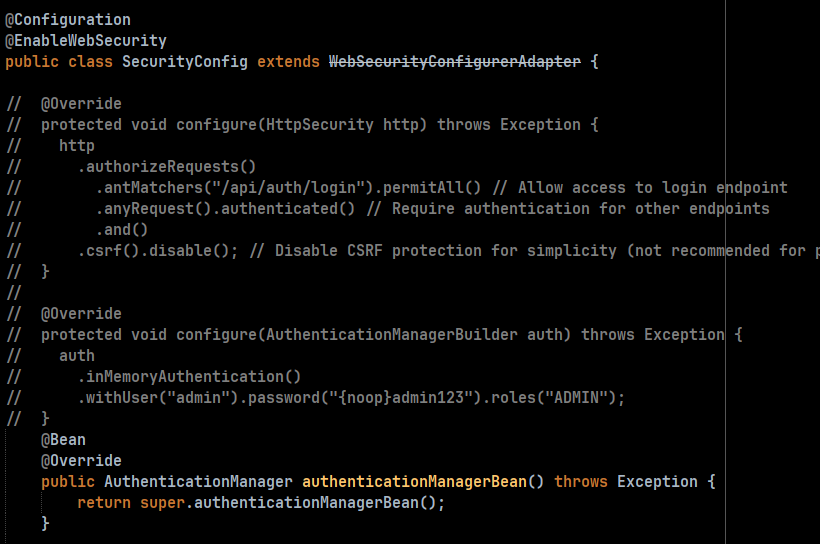 @Configuration
@EnableWebSecurity
public class SecurityConfig extends WebSecurityConfigurerAdapter {
//  @Override
//  protected void configure(HttpSecurity http) throws Exception {
//    http
//      .authorizeRequests()
//        .antMatchers("/api/auth/login").permitAll() // Allow access to login endpoint
//        .anyRequest().authenticated() // Require authentication for other endpoints
//        .and()
//      .csrf().disable(); // Disable CSRF protection for simplicity (not recommended for p
//  }
//
//  @Override
//  protected void configure(AuthenticationManagerBuilder auth) throws Exception {
//    auth
//      .inMemoryAuthentication()
//      .withUser("admin").password("{noop}admin123").roles("ADMIN");
//  }
    @Bean
    @Override
    public AuthenticationManager authenticationManagerBean() throws Exception {
        return super.authenticationManagerBean();
    }